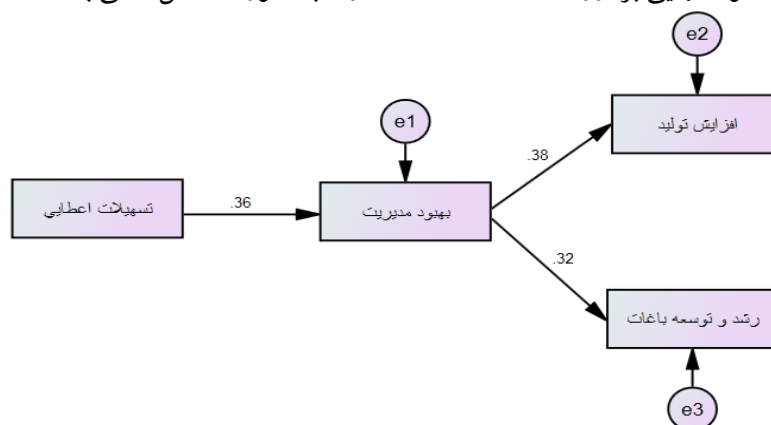 e2
افزایش تولید
e1
.38
تسهیلات اعطایی
.36
بهبود مدیریت
.32
رشد و توسعه باغات
e3